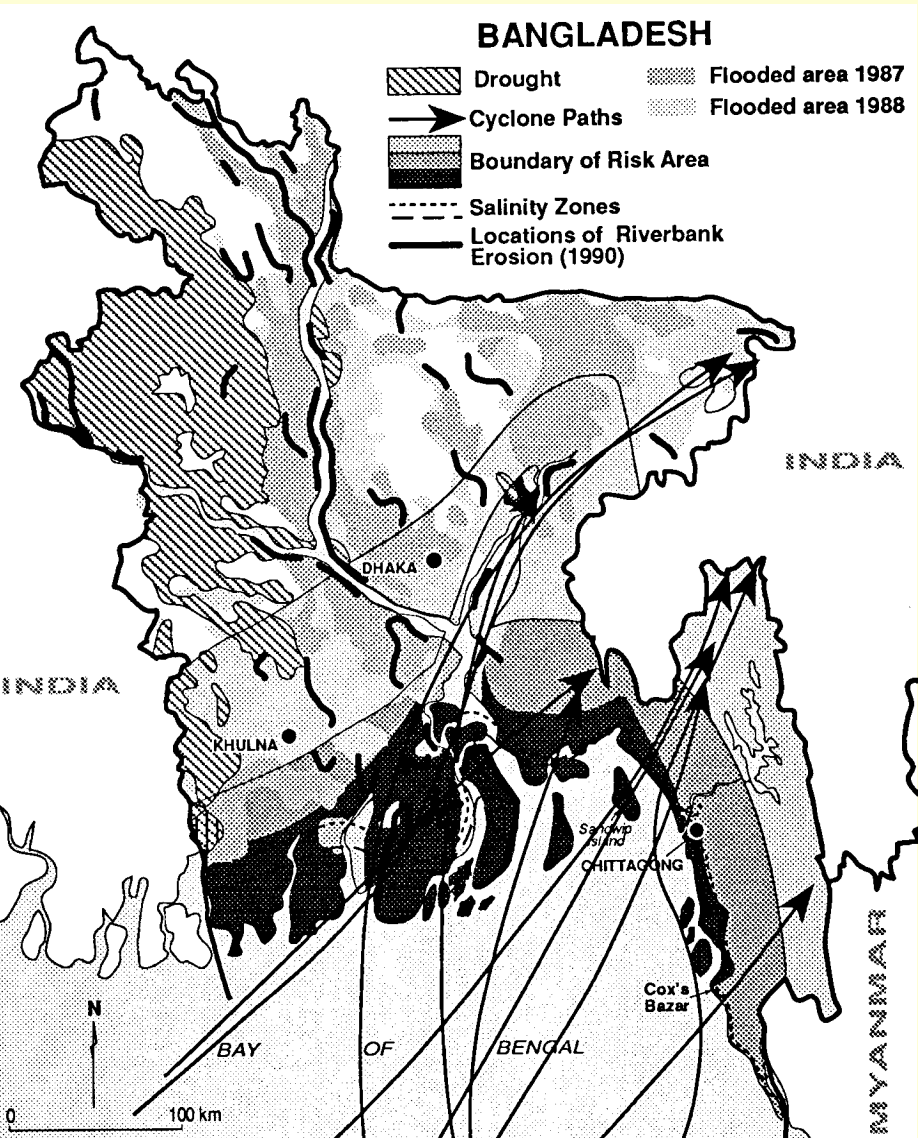 BANGLADESH
Drought
Flooded area 1987
Cyclone Paths
Flooded area 1988
Boundary of Risk Area
Salinity Zones
Locations of Riverbank
Erosion (1990)
INDIA
DHAKA
INDIA
KHULNA
Sandwip
Island
CHITTAGONG
Cox's
Bazar
MYANMAR
N
BAY OF BENGAL
0 100 km